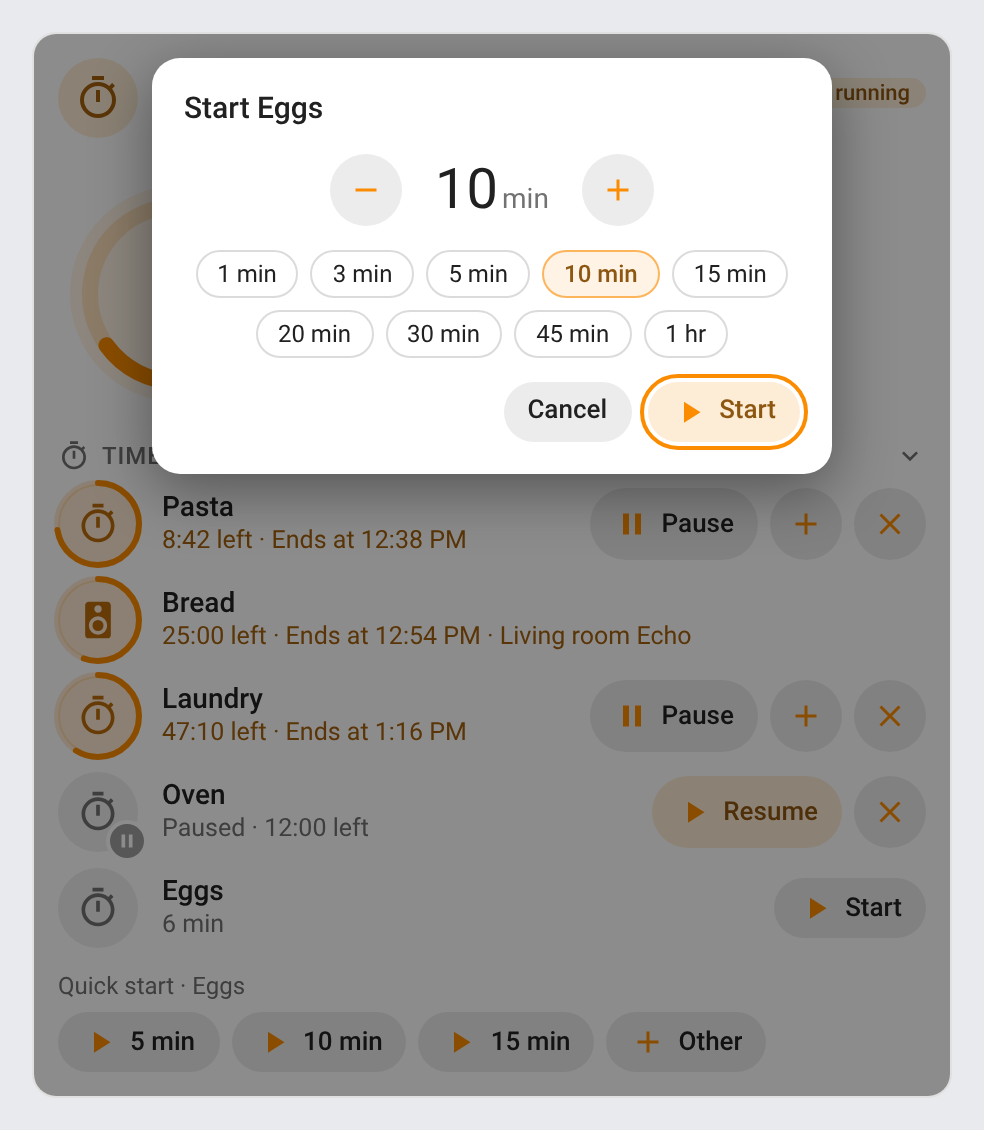 running
Start Eggs
10 min
1 min 3 min 5 min 10 min 15 min
20 min 30 min 45 min 1 hr
Cancel Start
Pasta
8:42 left · Ends at 12:38 PM
Pause
Bread
25:00 left · Ends at 12:54 PM · Living room Echo
Laundry
47:10 left · Ends at 1:16 PM
Pause
Oven
Paused · 12:00 left
Resume
Eggs
6 min
Start
Quick start · Eggs
5 min 10 min 15 min Other